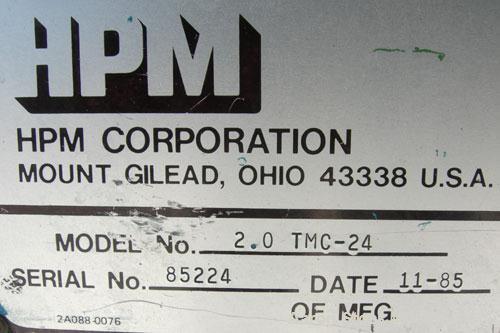 HPM
HPM CORPORATION
MOUNT GILEAD, OHIO 43338 U.S.A.
MODEL No. 2.0 TMC-24
SERIAL No. 85224 DATE 11-85
2A088-0076 OF MFG.